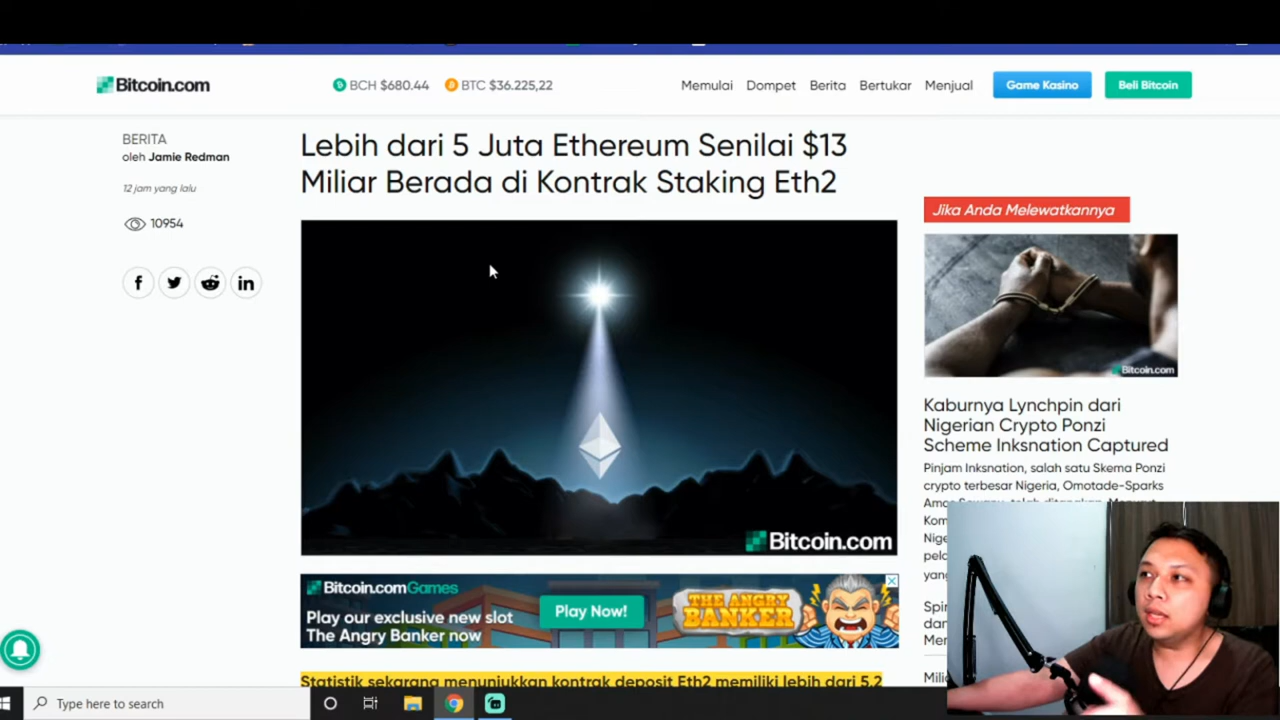 Bitcoin.com
BCH $680.44
BTC $36.225,22
Memulai
Dompet
Berita
Bertukar
Menjual
Game Kasino
Beli Bitcoin
BERITA
oleh Jamie Redman
12 jam yang lalu
10954
Lebih dari 5 Juta Ethereum Senilai $13
Miliar Berada di Kontrak Staking Eth2
Bitcoin.com
Bitcoin.comGames
Play our exclusive new slot
The Angry Banker now
Play Now!
THE ANGRY
BANKER
Statistik sekarang menunjukkan kontrak deposit Eth2 memiliki lebih dari 5,2
Jika Anda Melewatkannya
Bitcoin.com
Kaburnya Lynchpin dari
Nigerian Crypto Ponzi
Scheme Inksnation Captured
Pinjam Inksnation, salah satu Skema Ponzi
crypto terbesar Nigeria, Omotade-Sparks
Type here to search